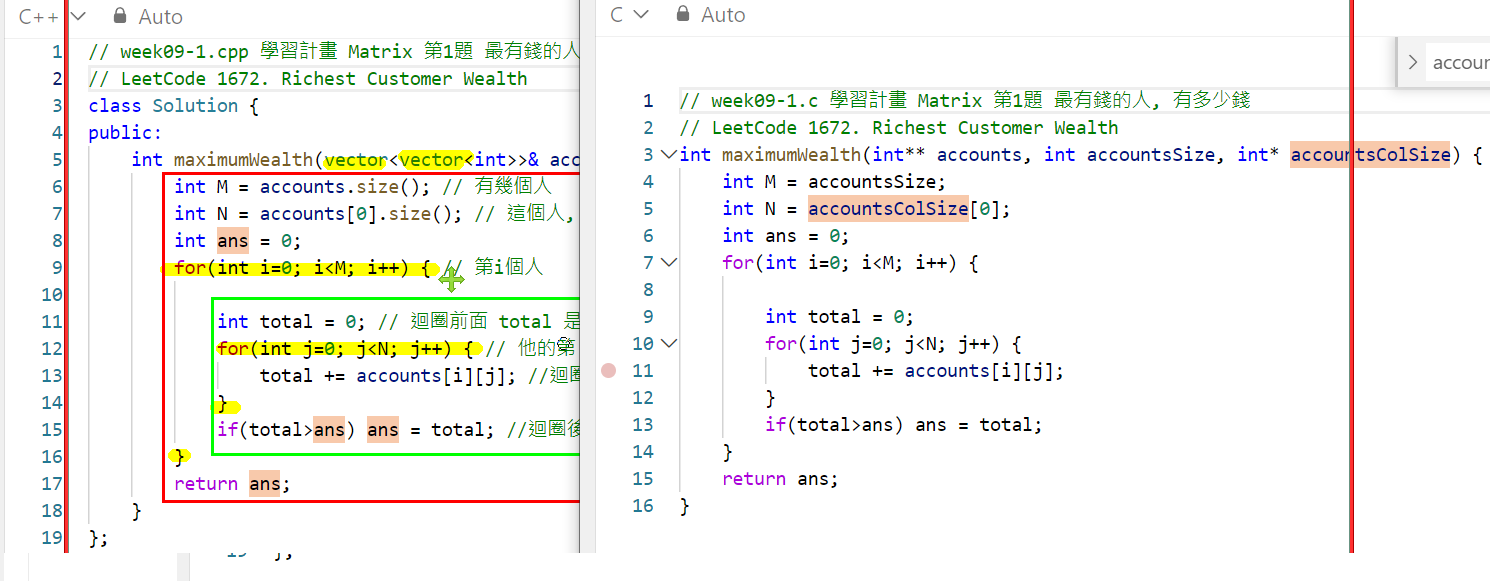 C++ Auto
1 // week09-1.cpp 學習計畫 Matrix 第1題 最有錢的人
2 // LeetCode 1672. Richest Customer Wealth
3 class Solution {
4 public:
5 int maximumWealth(vector<vector<int>>& acc
6 int M = accounts.size(); // 有幾個人
7 int N = accounts[0].size(); // 這個人,
8 int ans = 0;
9 for(int i=0; i<M; i++) { // 第i個人
10
11 int total = 0; // 迴圈前面 total 是
12 for(int j=0; j<N; j++) { // 他的第
13 total += accounts[i][j]; //迴圈
14 }
15 if(total>ans) ans = total; //迴圈後
16 }
17 return ans;
18 }
19 };
C Auto
accour
1 // week09-1.c 學習計畫 Matrix 第1題 最有錢的人, 有多少錢
2 // LeetCode 1672. Richest Customer Wealth
3 int maximumWealth(int** accounts, int accountsSize, int* accountsColSize) {
4 int M = accountsSize;
5 int N = accountsColSize[0];
6 int ans = 0;
7 for(int i=0; i<M; i++) {
8
9 int total = 0;
10 for(int j=0; j<N; j++) {
11 total += accounts[i][j];
12 }
13 if(total>ans) ans = total;
14 }
15 return ans;
16 }